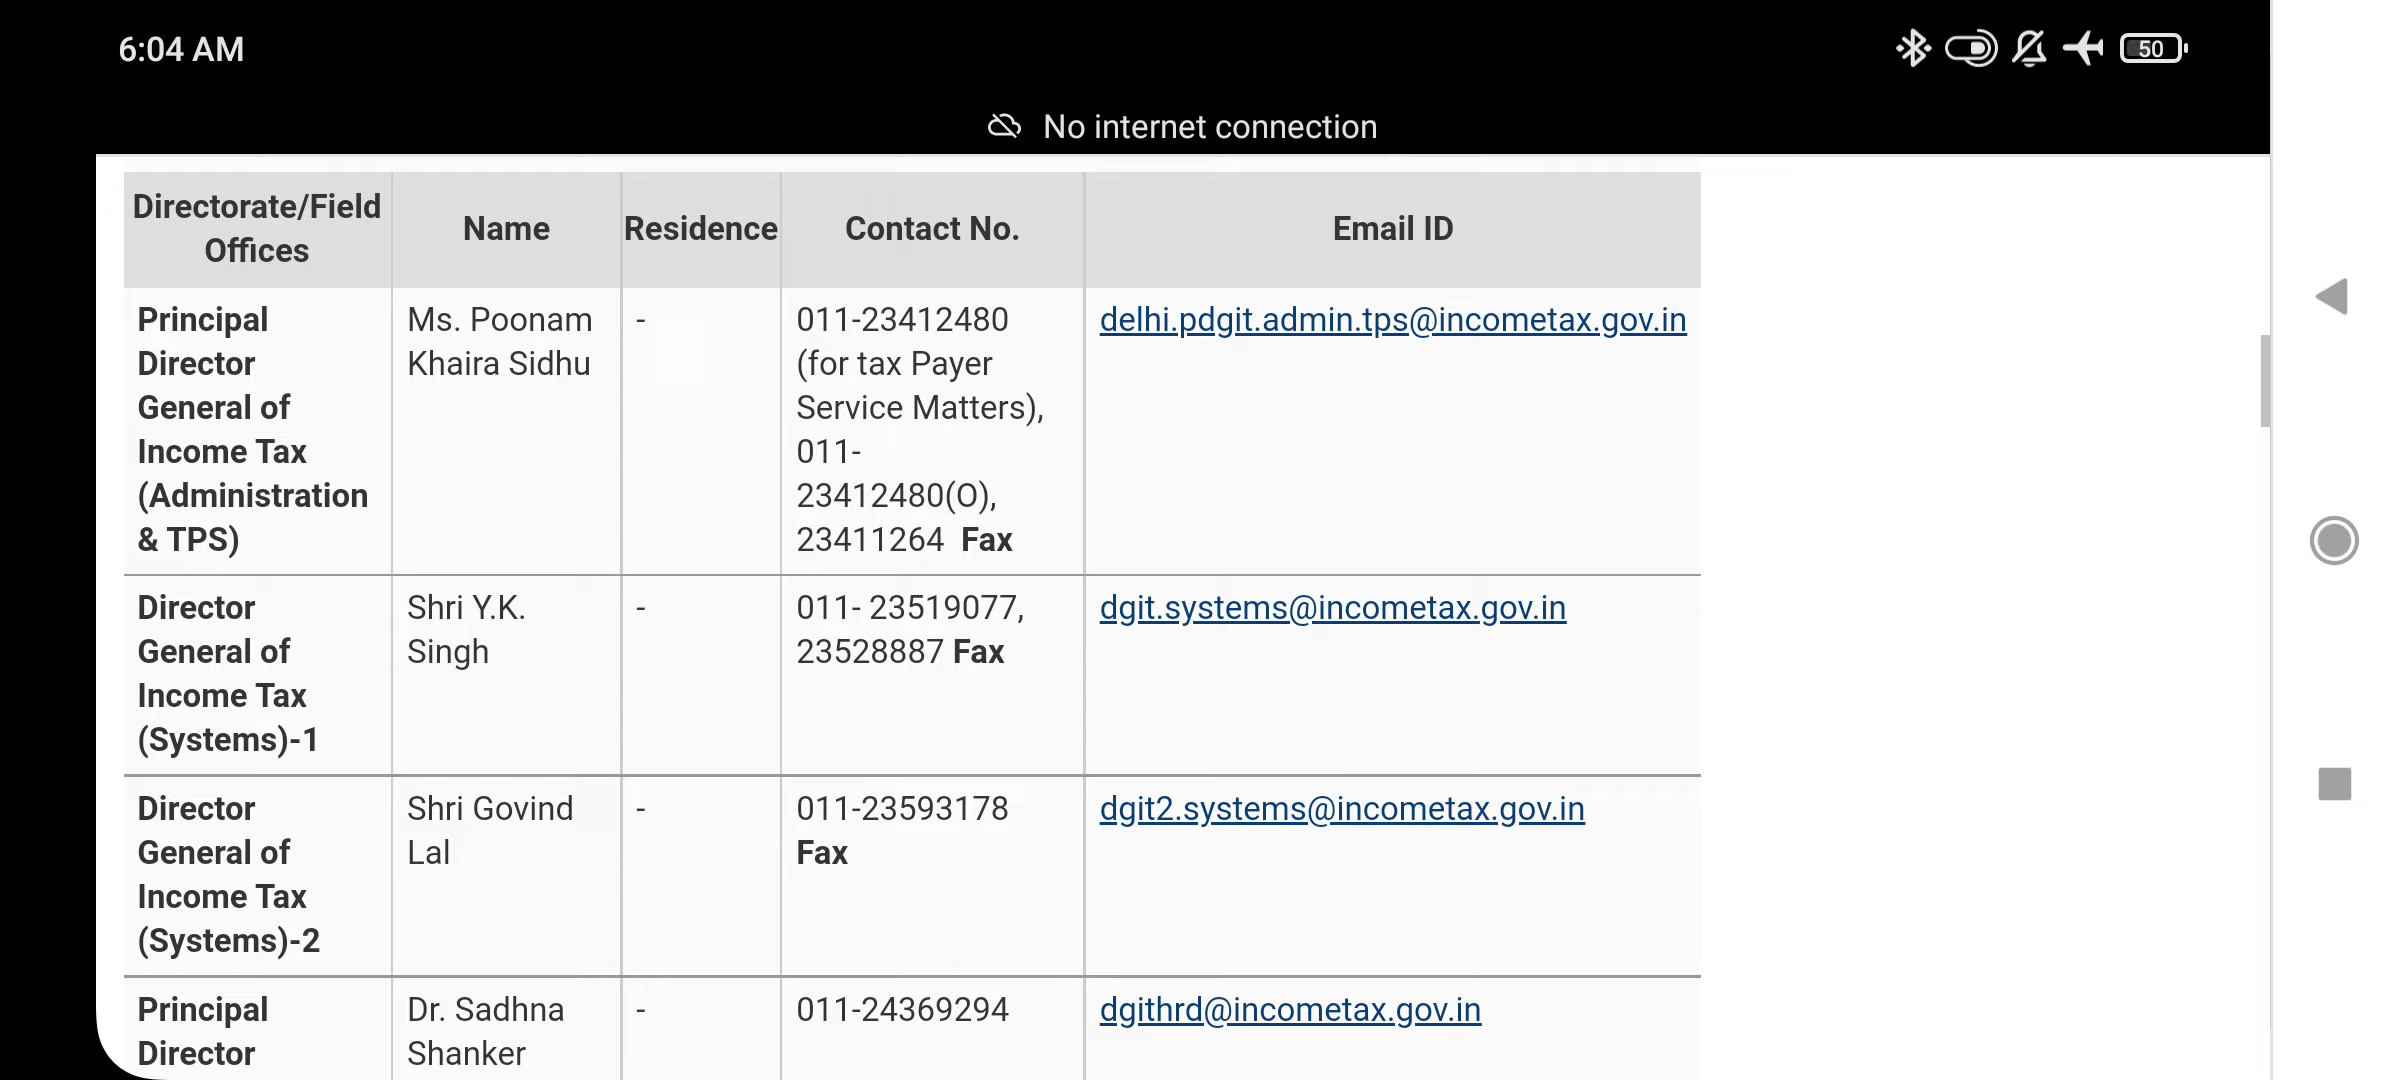 6:04 AM
50
No internet connection
Directorate/Field
Offices
Name
Residence
Contact No.
Email ID
Principal
Director
General of
Income Tax
(Administration
& TPS)
Ms. Poonam
Khaira Sidhu
-
011-23412480
(for tax Payer
Service Matters),
011-
23412480(O),
23411264 Fax
delhi.pdgit.admin.tps@incometax.gov.in
Director
General of
Income Tax
(Systems)-1
Shri Y.K.
Singh
-
011- 23519077,
23528887 Fax
dgit.systems@incometax.gov.in
Director
General of
Income Tax
(Systems)-2
Shri Govind
Lal
-
011-23593178
Fax
dgit2.systems@incometax.gov.in
Principal
Director
Dr. Sadhna
Shanker
-
011-24369294
dgithrd@incometax.gov.in